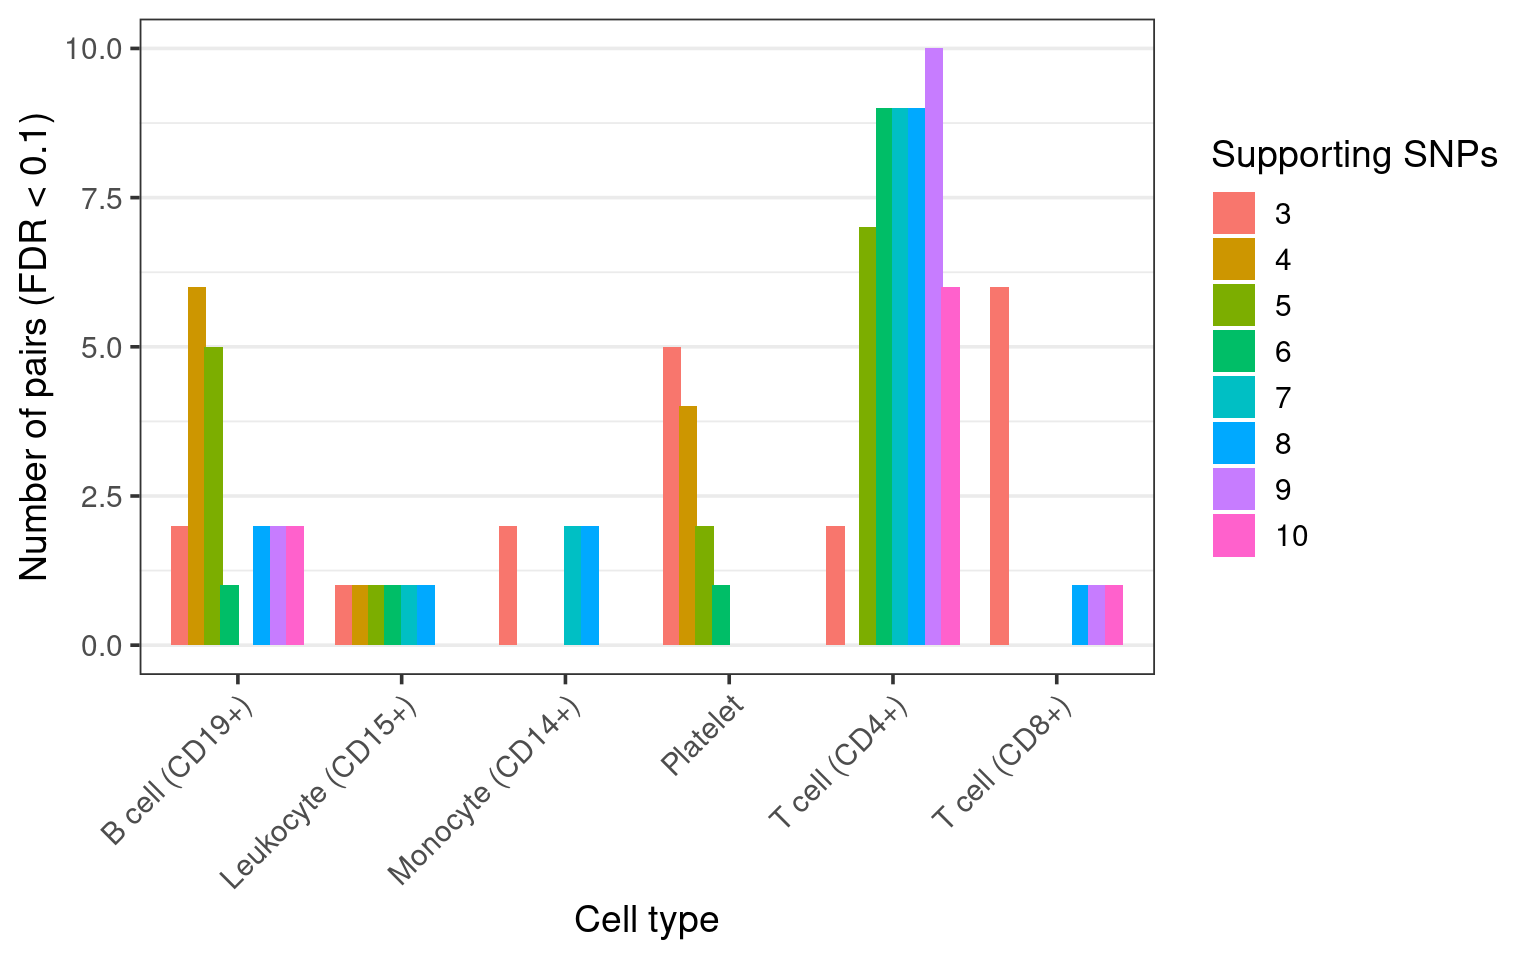 Number of pairs (FDR < 0.1)
10.0
7.5
5.0
2.5
0.0
B cell (CD19+)
Leukocyte (CD15+)
Monocyte (CD14+)
Platelet
T cell (CD4+)
T cell (CD8+)
Cell type
Supporting SNPs
3
4
5
6
7
8
9
10